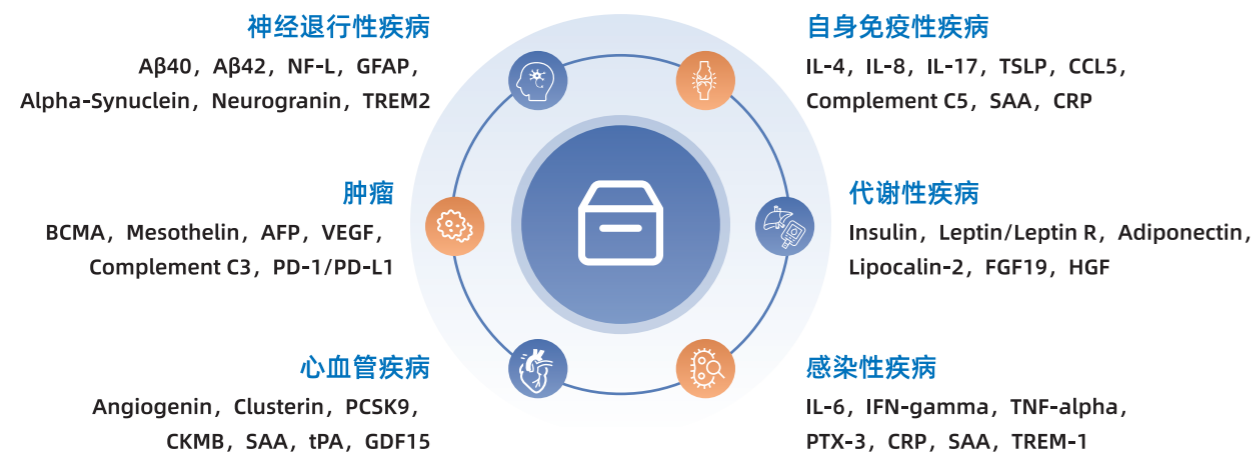 神经退行性疾病
Aβ40，Aβ42，NF-L，GFAP，
Alpha-Synuclein，Neurogranin，TREM2
自身免疫性疾病
IL-4，IL-8，IL-17，TSLP，CCL5，
Complement C5，SAA，CRP
肿瘤
BCMA，Mesothelin，AFP，VEGF，
Complement C3，PD-1/PD-L1
代谢性疾病
Insulin，Leptin/Leptin R，Adiponectin，
Lipocalin-2，FGF19，HGF
心血管疾病
Angiogenin，Clusterin，PCSK9，
CKMB，SAA，tPA，GDF15
感染性疾病
IL-6，IFN-gamma，TNF-alpha，
PTX-3，CRP，SAA，TREM-1